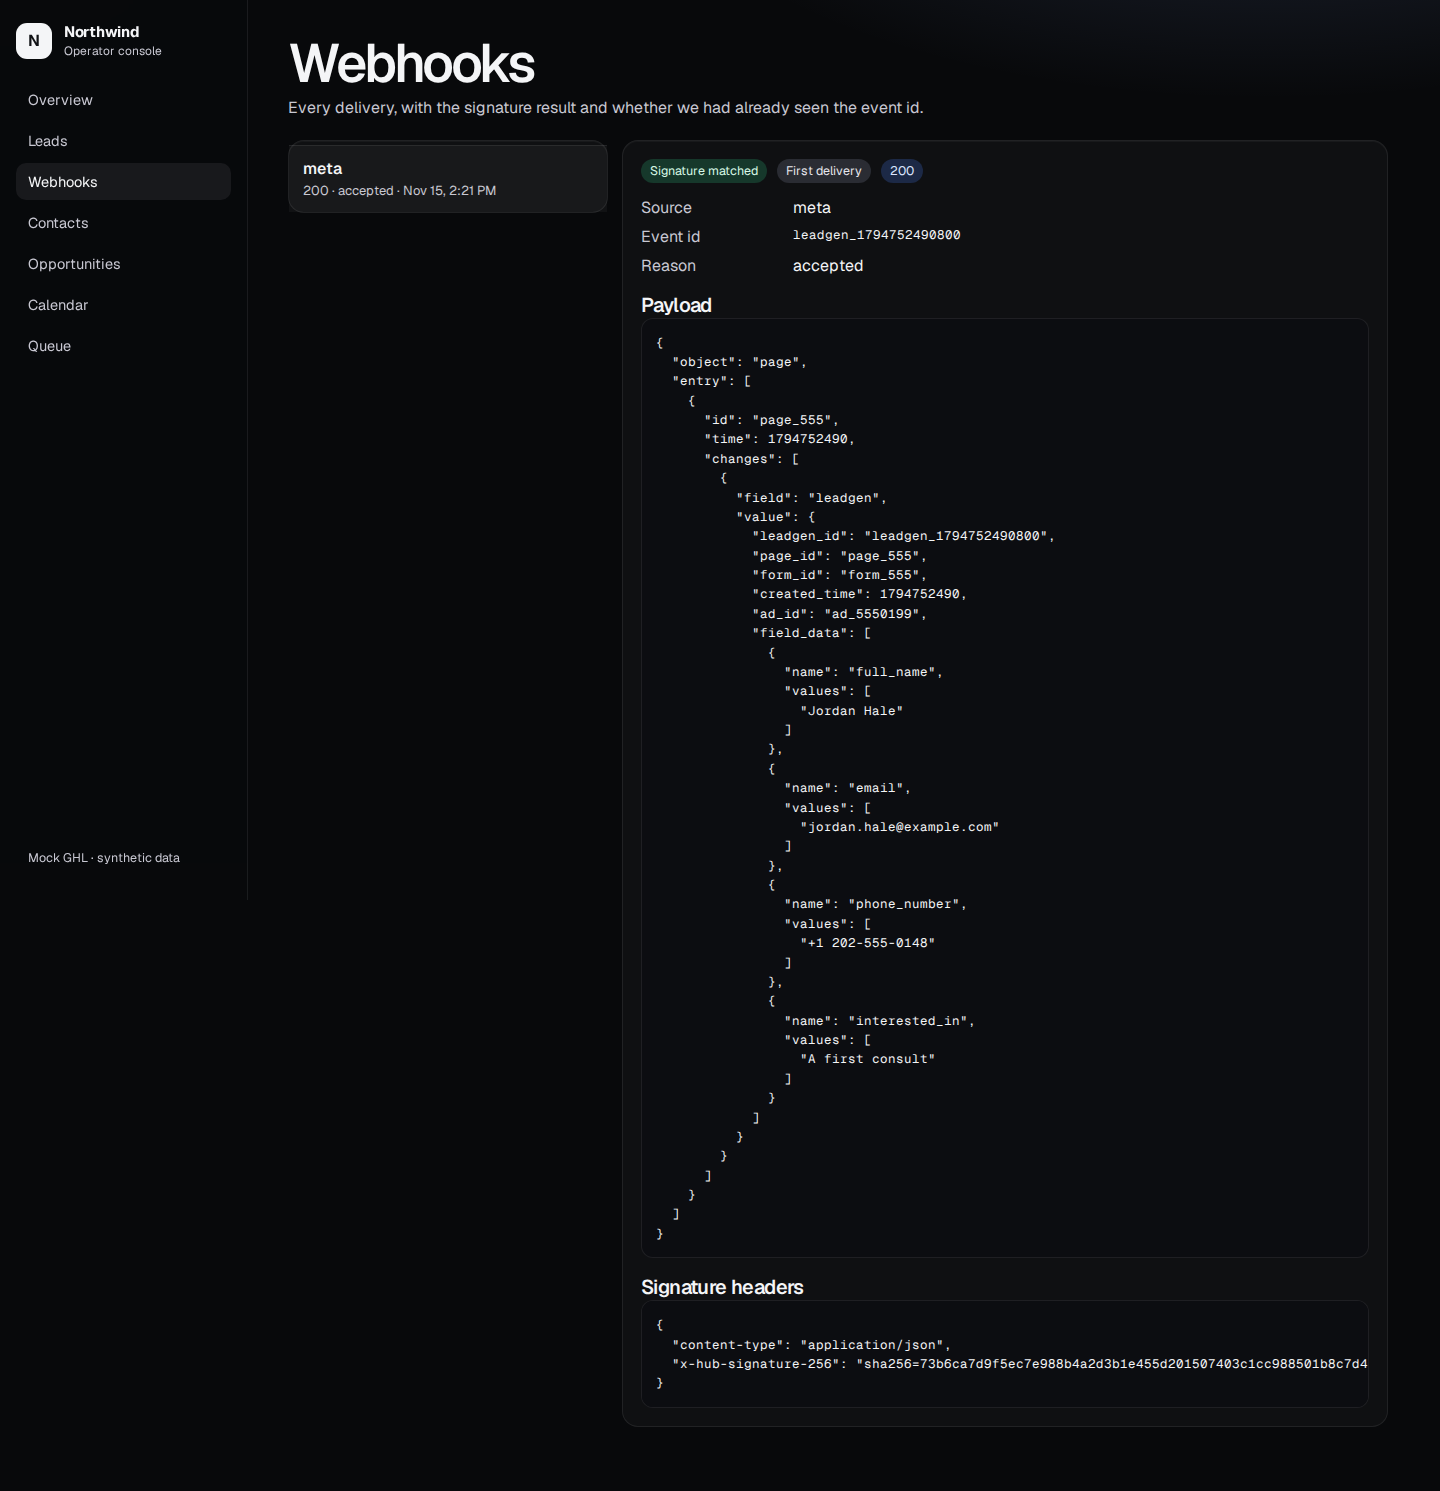 N
Northwind
Operator console
Overview
Leads
Webhooks
Contacts
Opportunities
Calendar
Queue
Mock GHL · synthetic data
Webhooks
Every delivery, with the signature result and whether we had already seen the event id.
meta
200 · accepted · Nov 15, 2:21 PM
Signature matched First delivery 200
Source meta
Event id leadgen_1794752490800
Reason accepted
Payload
{
  "object": "page",
  "entry": [
    {
      "id": "page_555",
      "time": 1794752490,
      "changes": [
        {
          "field": "leadgen",
          "value": {
            "leadgen_id": "leadgen_1794752490800",
            "page_id": "page_555",
            "form_id": "form_555",
            "created_time": 1794752490,
            "ad_id": "ad_5550199",
            "field_data": [
              {
                "name": "full_name",
                "values": [
                  "Jordan Hale"
                ]
              },
              {
                "name": "email",
                "values": [
                  "jordan.hale@example.com"
                ]
              },
              {
                "name": "phone_number",
                "values": [
                  "+1 202-555-0148"
                ]
              },
              {
                "name": "interested_in",
                "values": [
                  "A first consult"
                ]
              }
            ]
          }
        }
      ]
    }
  ]
}
Signature headers
{
  "content-type": "application/json",
  "x-hub-signature-256": "sha256=73b6ca7d9f5ec7e988b4a2d3b1e455d201507403c1cc988501b8c7d4
}